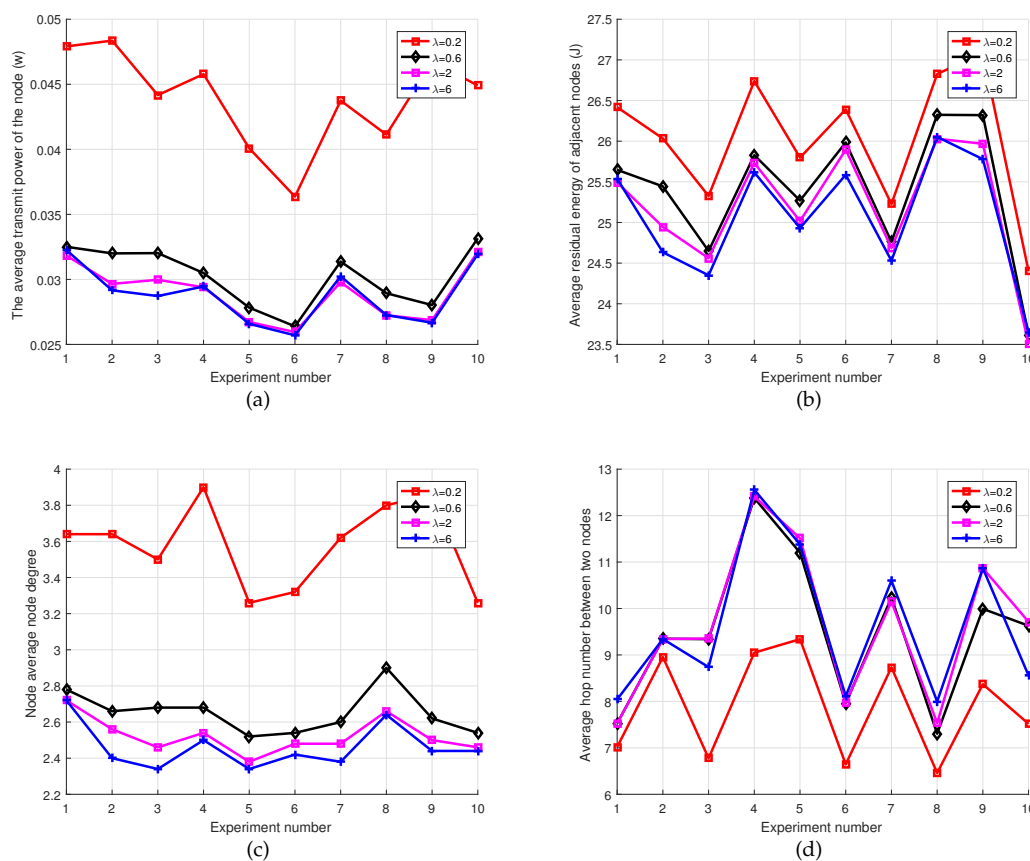 The average transmit power of the node (w)
0.05
0.045
0.04
0.035
0.03
0.025
1 2 3 4 5 6 7 8 9 10
Experiment number
λ=0.2
λ=0.6
λ=2
λ=6
(a)
Average residual energy of adjacent nodes (J)
27.5
27
26.5
26
25.5
25
24.5
24
23.5
1 2 3 4 5 6 7 8 9 10
Experiment number
λ=0.2
λ=0.6
λ=2
λ=6
(b)
Node average node degree
4
3.8
3.6
3.4
3.2
3
2.8
2.6
2.4
2.2
1 2 3 4 5 6 7 8 9 10
Experiment number
λ=0.2
λ=0.6
λ=2
λ=6
(c)
Average hop number between two nodes
13
12
11
10
9
8
7
6
1 2 3 4 5 6 7 8 9 10
Experiment number
λ=0.2
λ=0.6
λ=2
λ=6
(d)